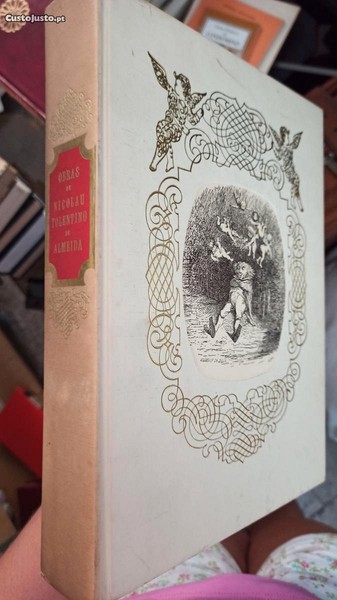 CustoJusto.pt
OBRAS
DE
NICOLAU
TOLENTINO
DE
ALMEIDA